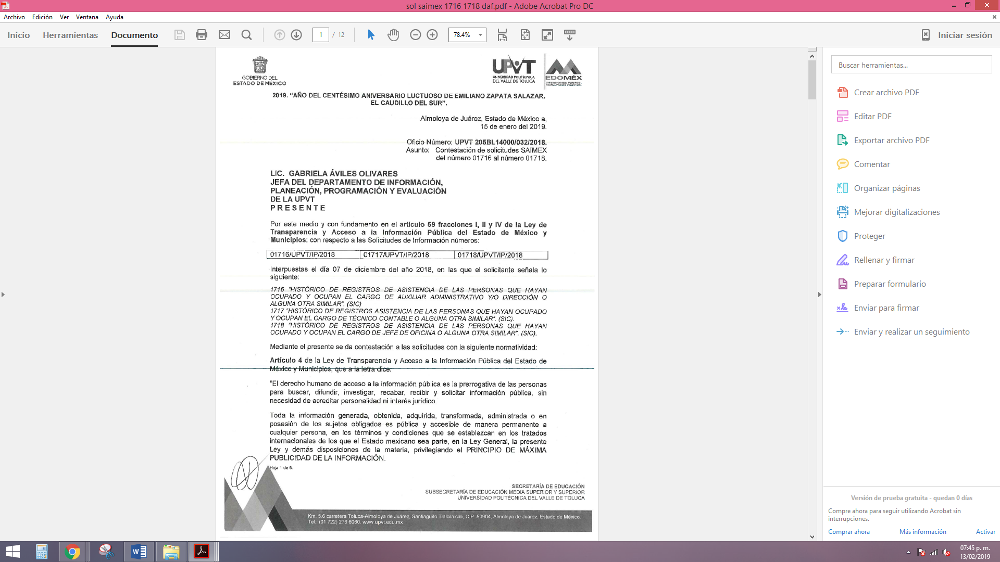 sol saimex 1716 1718 daf.pdf - Adobe Acrobat Pro DC
Archivo Edición Ver Ventana Ayuda
Inicio Herramientas Documento 1 / 12 78.4% Iniciar sesión
GOBIERNO DEL
ESTADO DE MÉXICO
UPVT
UNIVERSIDAD POLITÉCNICA
DEL VALLE DE TOLUCA
EDOMÉX
DECISIONES FIRMES,
RESULTADOS FUERTES.
2019. "AÑO DEL CENTÉSIMO ANIVERSARIO LUCTUOSO DE EMILIANO ZAPATA SALAZAR.
EL CAUDILLO DEL SUR".
Almoloya de Juárez, Estado de México a,
15 de enero del 2019.
Oficio Número: UPVT 205BL14000/032/2018.
Asunto: Contestación de solicitudes SAIMEX
del número 01716 al número 01718.
LIC. GABRIELA ÁVILES OLIVARES
JEFA DEL DEPARTAMENTO DE INFORMACIÓN,
PLANEACIÓN, PROGRAMACIÓN Y EVALUACIÓN
DE LA UPVT
P R E S E N T E
Por este medio y con fundamento en el artículo 59 fracciones I, II y IV de la Ley de
Transparencia y Acceso a la Información Pública del Estado de México y
Municipios; con respecto a las Solicitudes de Información números:
01716/UPVT/IP/2018 01717/UPVT/IP/2018 01718/UPVT/IP/2018
Interpuestas el día 07 de diciembre del año 2018, en las que el solicitante señala lo
siguiente:
1716 "HISTÓRICO DE REGISTROS DE ASISTENCIA DE LAS PERSONAS QUE HAYAN
OCUPADO Y OCUPAN EL CARGO DE AUXILIAR ADMINISTRATIVO Y/O DIRECCIÓN O
ALGUNA OTRA SIMILAR". (SIC)
1717 "HISTÓRICO DE REGISTROS ASISTENCIA DE LAS PERSONAS QUE HAYAN OCUPADO
Y OCUPAN EL CARGO DE TÉCNICO CONTABLE O ALGUNA OTRA SIMILAR". (SIC).
1718 "HISTÓRICO DE REGISTROS DE ASISTENCIA DE LAS PERSONAS QUE HAYAN
OCUPADO Y OCUPAN EL CARGO DE JEFE DE OFICINA O ALGUNA OTRA SIMILAR". (SIC).
Mediante el presente se da contestación a las solicitudes con la siguiente normatividad:
Artículo 4 de la Ley de Transparencia y Acceso a la Información Pública del Estado de
México y Municipios, que a la letra dice:
"El derecho humano de acceso a la información pública es la prerrogativa de las personas
para buscar, difundir, investigar, recabar, recibir y solicitar información pública, sin
necesidad de acreditar personalidad ni interés jurídico.
Toda la información generada, obtenida, adquirida, transformada, administrada o en
posesión de los sujetos obligados es pública y accesible de manera permanente a
cualquier persona, en los términos y condiciones que se establezcan en los tratados
internacionales de los que el Estado mexicano sea parte, en la Ley General, la presente
Ley y demás disposiciones de la materia, privilegiando el PRINCIPIO DE MÁXIMA
PUBLICIDAD DE LA INFORMACIÓN.
Hoja 1 de 6.
SECRETARÍA DE EDUCACIÓN
SUBSECRETARÍA DE EDUCACIÓN MEDIA SUPERIOR Y SUPERIOR
UNIVERSIDAD POLITÉCNICA DEL VALLE DE TOLUCA
Km. 5.6 carretera Toluca-Almoloya de Juárez, Santiaguito Tlalcilalcali, C.P. 50904, Almoloya de Juárez, Estado de México.
Tel.: (01 722) 276 6060. www.upvt.edu.mx
Buscar herramientas...
Crear archivo PDF
Editar PDF
Exportar archivo PDF
Comentar
Organizar páginas
Mejorar digitalizaciones
Proteger
Rellenar y firmar
Preparar formulario
Enviar para firmar
Enviar y realizar un seguimiento
Versión de prueba gratuita - quedan 0 días
Compre ahora para seguir utilizando Acrobat sin
interrupciones.
Comprar ahora Más información Activar
07:45 p. m.
13/02/2019